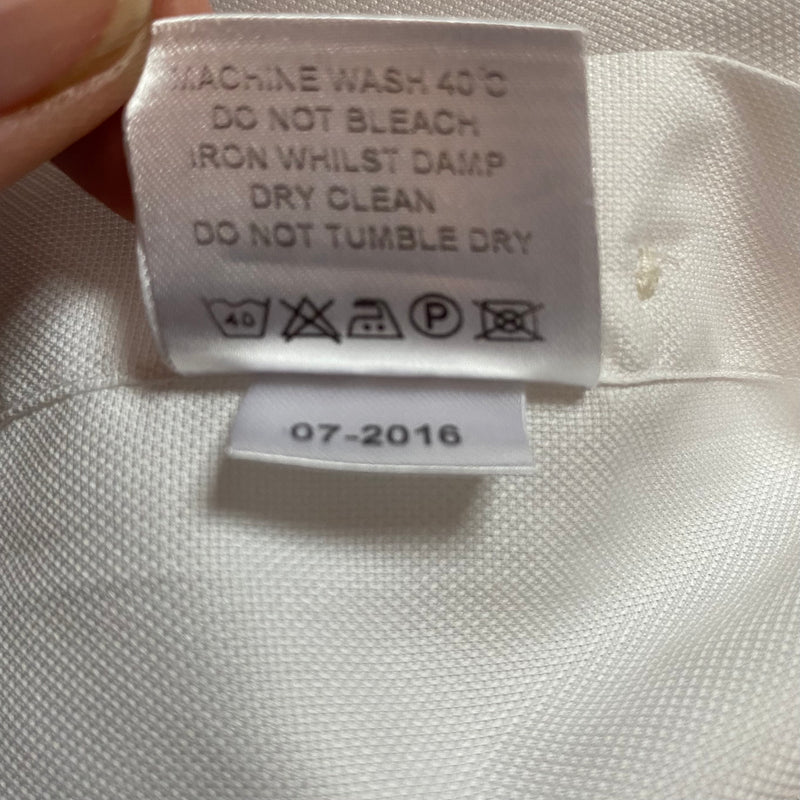 MACHINE WASH 40°C
DO NOT BLEACH
IRON WHILST DAMP
DRY CLEAN
DO NOT TUMBLE DRY
40 P
07-2016